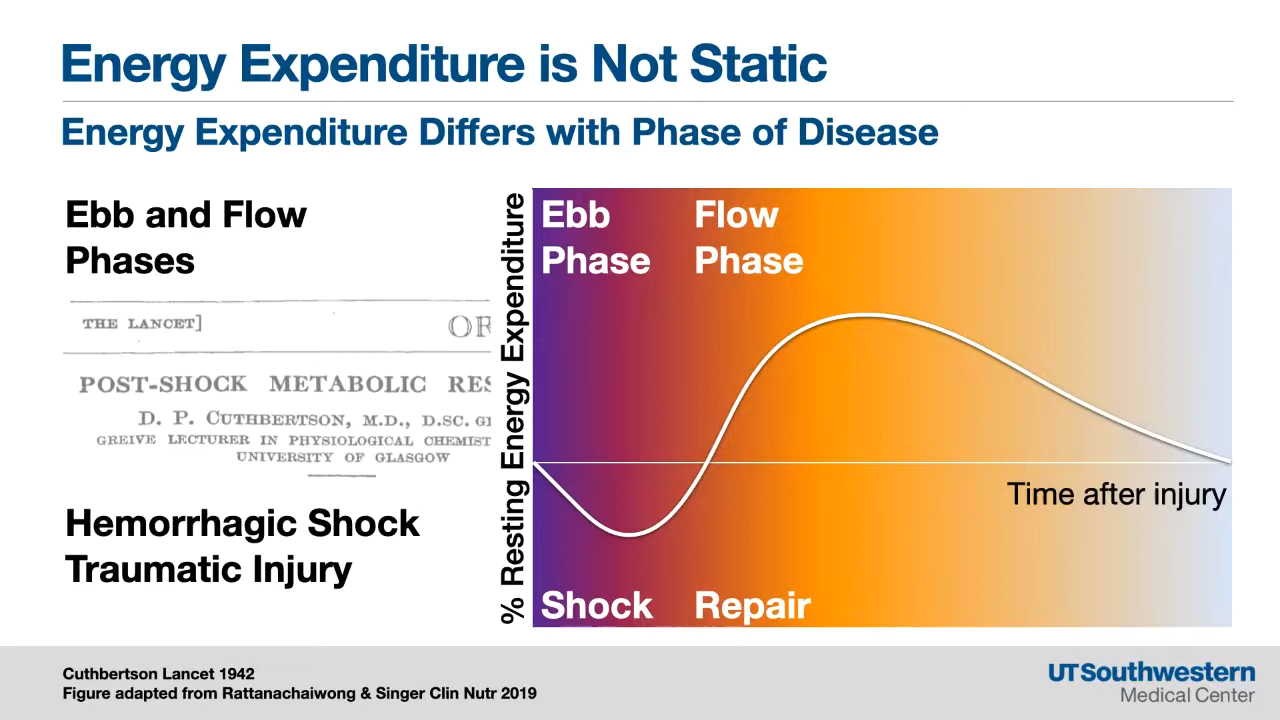 Energy Expenditure is Not Static
Energy Expenditure Differs with Phase of Disease
Ebb and Flow
Phases
THE LANCET]
POST-SHOCK METABOLIC
D. P. CUTHBERTSON, M.D., D.SC.
GREIVE LECTURER IN PHYSIOLOGICAL
UNIVERSITY OF GLASGOW
Hemorrhagic Shock
Traumatic Injury
% Resting Energy Expenditure
Ebb
Phase
Flow
Phase
Time after injury
Shock
Repair
Cuthbertson Lancet 1942
Figure adapted from Rattanachaiwong & Singer Clin Nutr 2019
UTSouthwestern
Medical Center